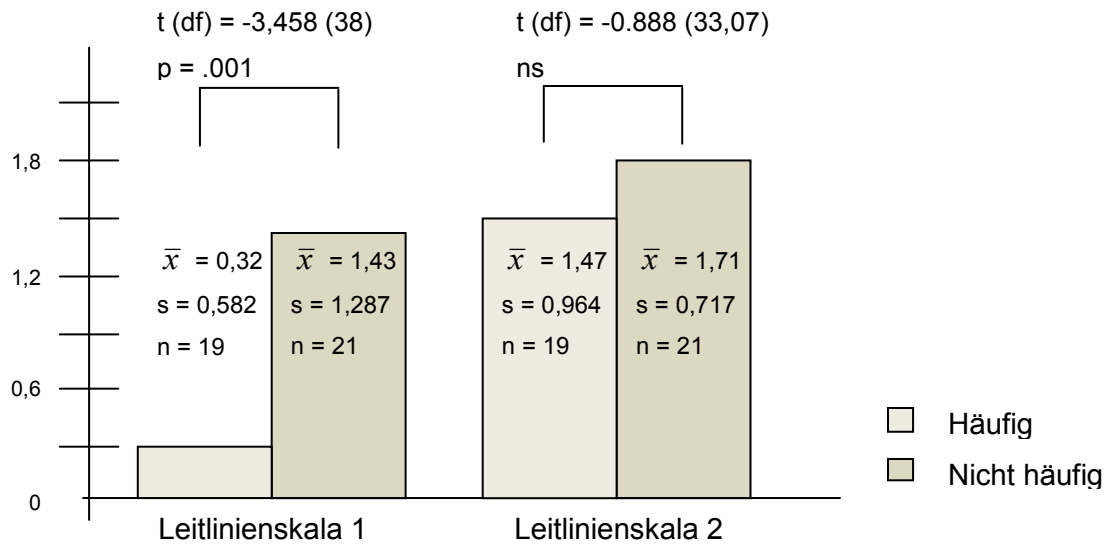 t (df) = -3,458 (38)
t (df) = -0.888 (33,07)
p = .001
ns
1,8
1,2
0,6
0
x̅ = 0,32
s = 0,582
n = 19
x̅ = 1,43
s = 1,287
n = 21
x̅ = 1,47
s = 0,964
n = 19
x̅ = 1,71
s = 0,717
n = 21
Leitlinienskala 1
Leitlinienskala 2
Häufig
Nicht häufig